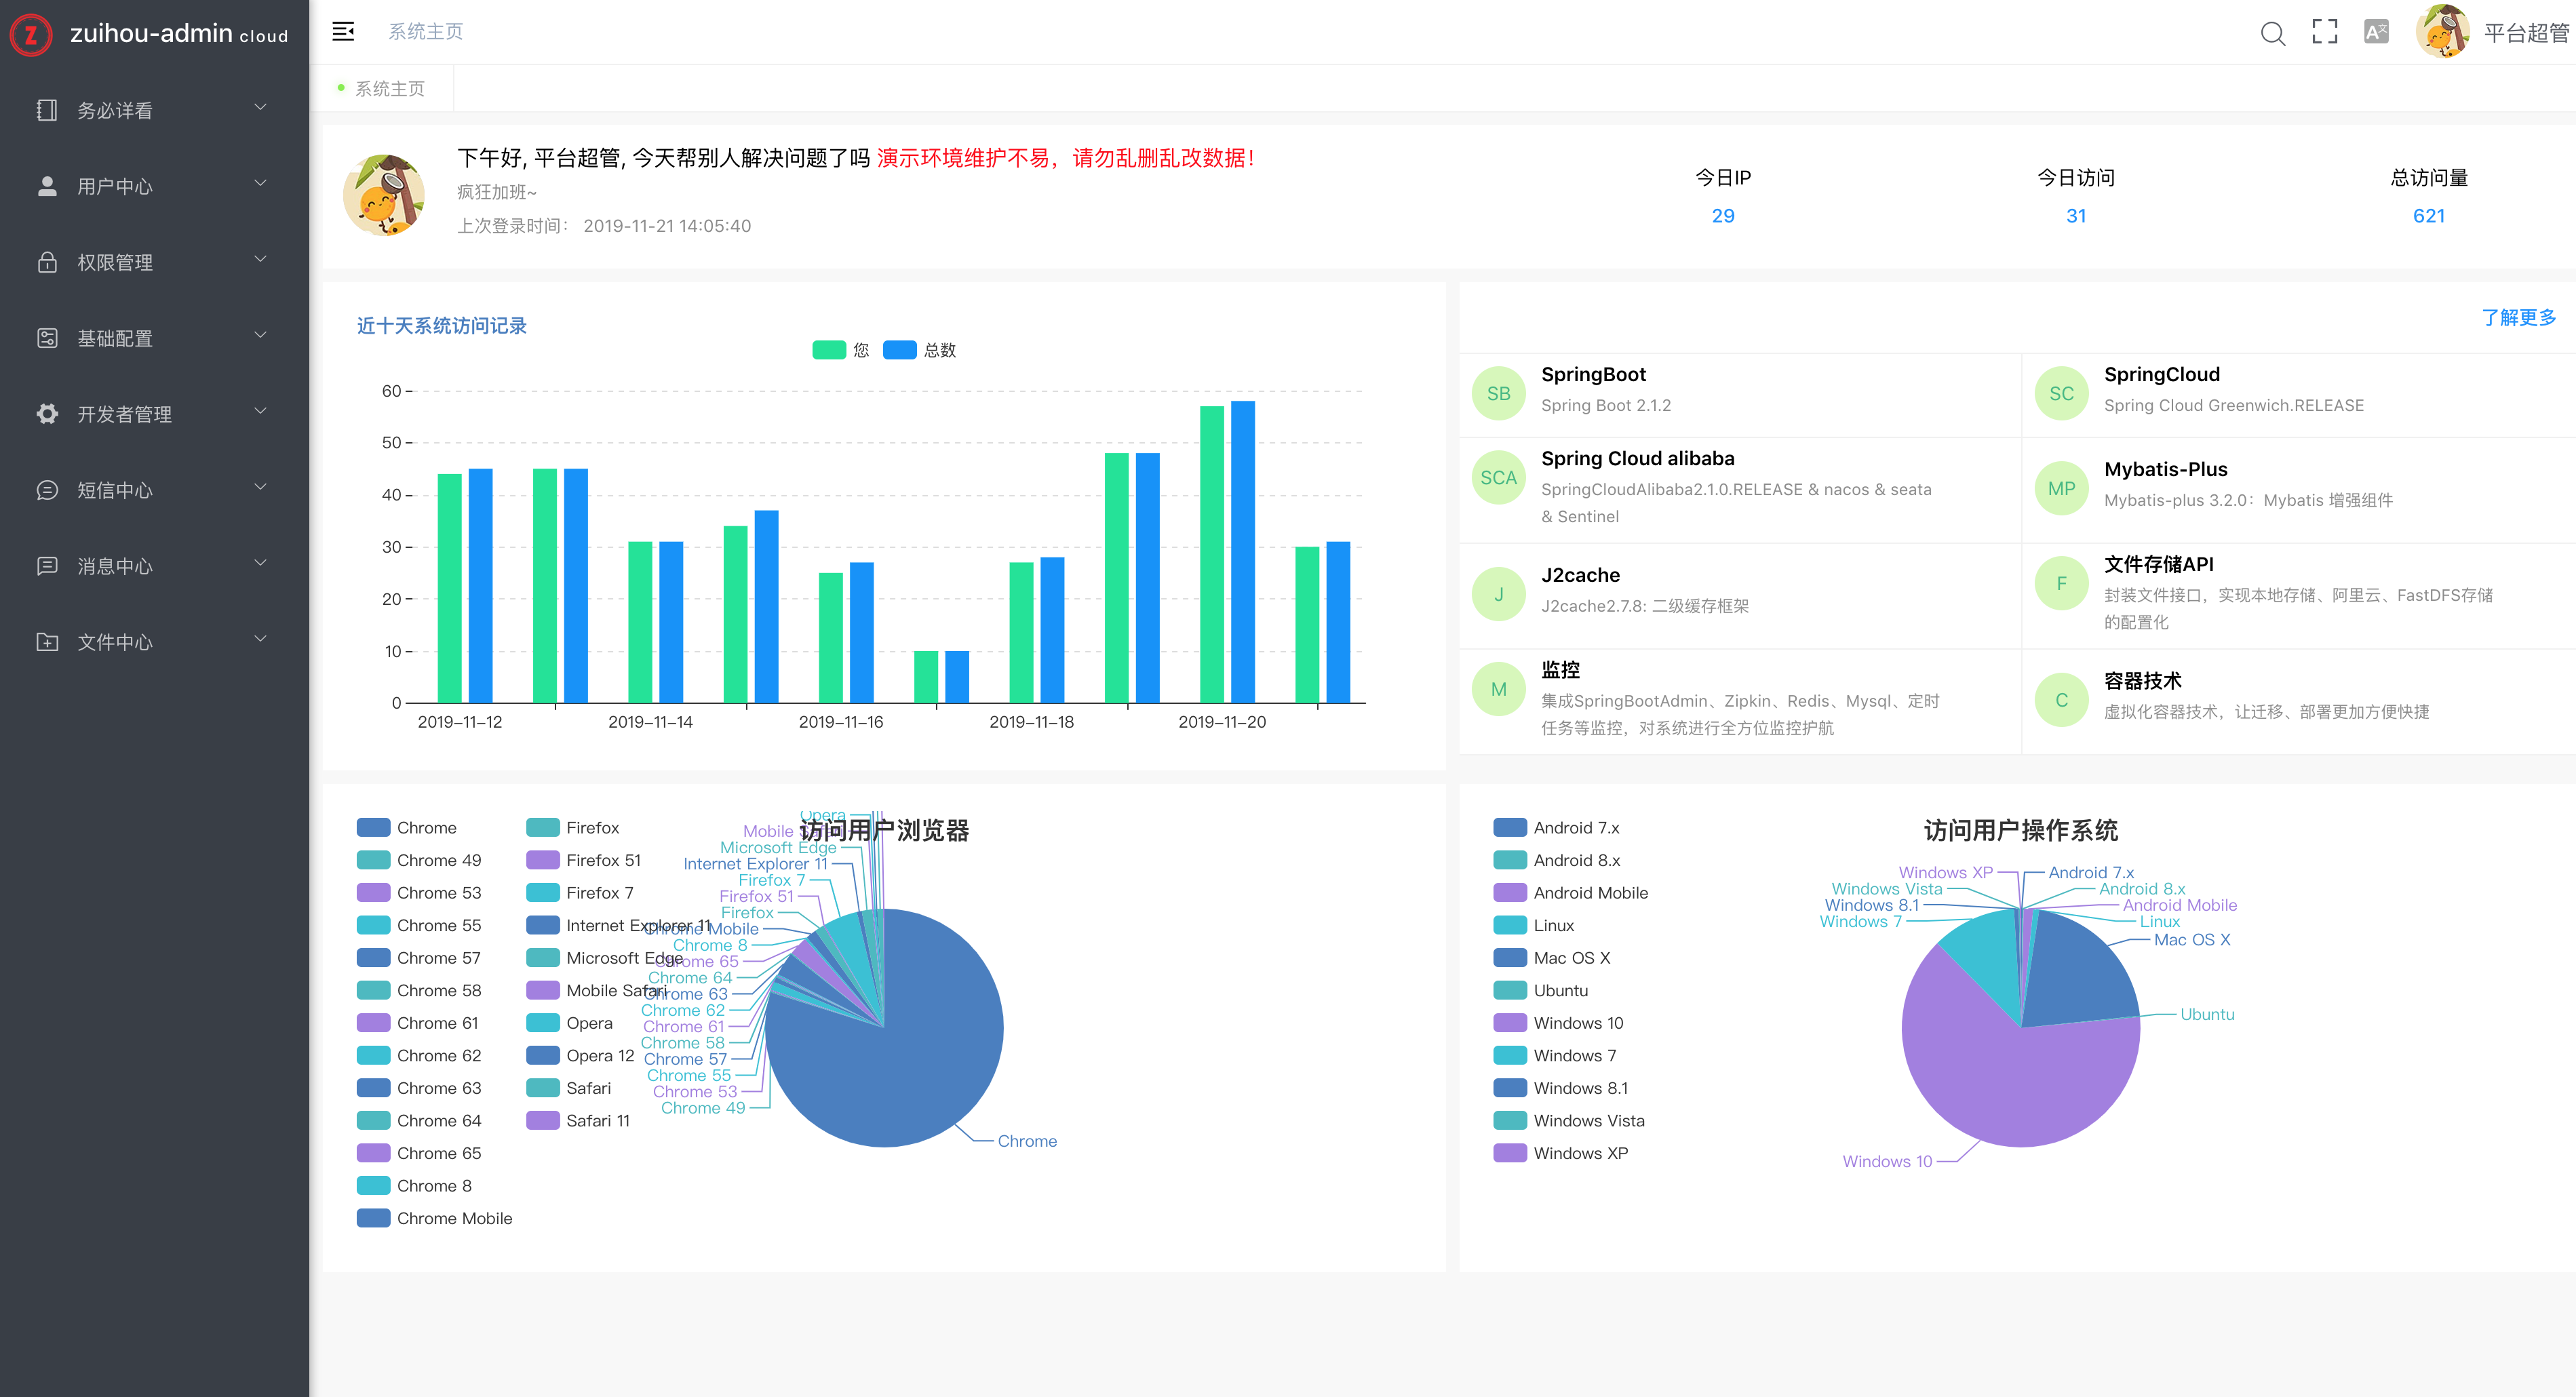 zuihou-admin cloud
务必详看
用户中心
权限管理
基础配置
开发者管理
短信中心
消息中心
文件中心
系统主页
平台超管
系统主页
下午好, 平台超管, 今天帮别人解决问题了吗 演示环境维护不易，请勿乱删乱改数据！
疯狂加班~
上次登录时间： 2019-11-21 14:05:40
今日IP
29
今日访问
31
总访问量
621
近十天系统访问记录
您 总数
60
50
40
30
20
10
0
2019-11-12 2019-11-14 2019-11-16 2019-11-18 2019-11-20
了解更多
SB
SpringBoot
Spring Boot 2.1.2
SC
SpringCloud
Spring Cloud Greenwich.RELEASE
SCA
Spring Cloud alibaba
SpringCloudAlibaba2.1.0.RELEASE & nacos & seata
& Sentinel
MP
Mybatis-Plus
Mybatis-plus 3.2.0：Mybatis 增强组件
J
J2cache
J2cache2.7.8: 二级缓存框架
F
文件存储API
封装文件接口，实现本地存储、阿里云、FastDFS存储
的配置化
M
监控
集成SpringBootAdmin、Zipkin、Redis、Mysql、定时
任务等监控，对系统进行全方位监控护航
C
容器技术
虚拟化容器技术，让迁移、部署更加方便快捷
访问用户浏览器
Chrome
Chrome 49
Chrome 53
Chrome 55
Chrome 57
Chrome 58
Chrome 61
Chrome 62
Chrome 63
Chrome 64
Chrome 65
Chrome 8
Chrome Mobile
Firefox
Firefox 51
Firefox 7
Internet Explorer 11
Microsoft Edge
Mobile Safari
Opera
Opera 12
Safari
Safari 11
Opera
Mobile Safari
Microsoft Edge
Internet Explorer 11
Firefox 7
Firefox 51
Firefox
Chrome Mobile
Chrome 8
Chrome 65
Chrome 64
Chrome 63
Chrome 62
Chrome 61
Chrome 58
Chrome 57
Chrome 55
Chrome 53
Chrome 49
Chrome
访问用户操作系统
Android 7.x
Android 8.x
Android Mobile
Linux
Mac OS X
Ubuntu
Windows 10
Windows 7
Windows 8.1
Windows Vista
Windows XP
Windows XP
Windows Vista
Windows 8.1
Windows 7
Android 7.x
Android 8.x
Android Mobile
Linux
Mac OS X
Ubuntu
Windows 10